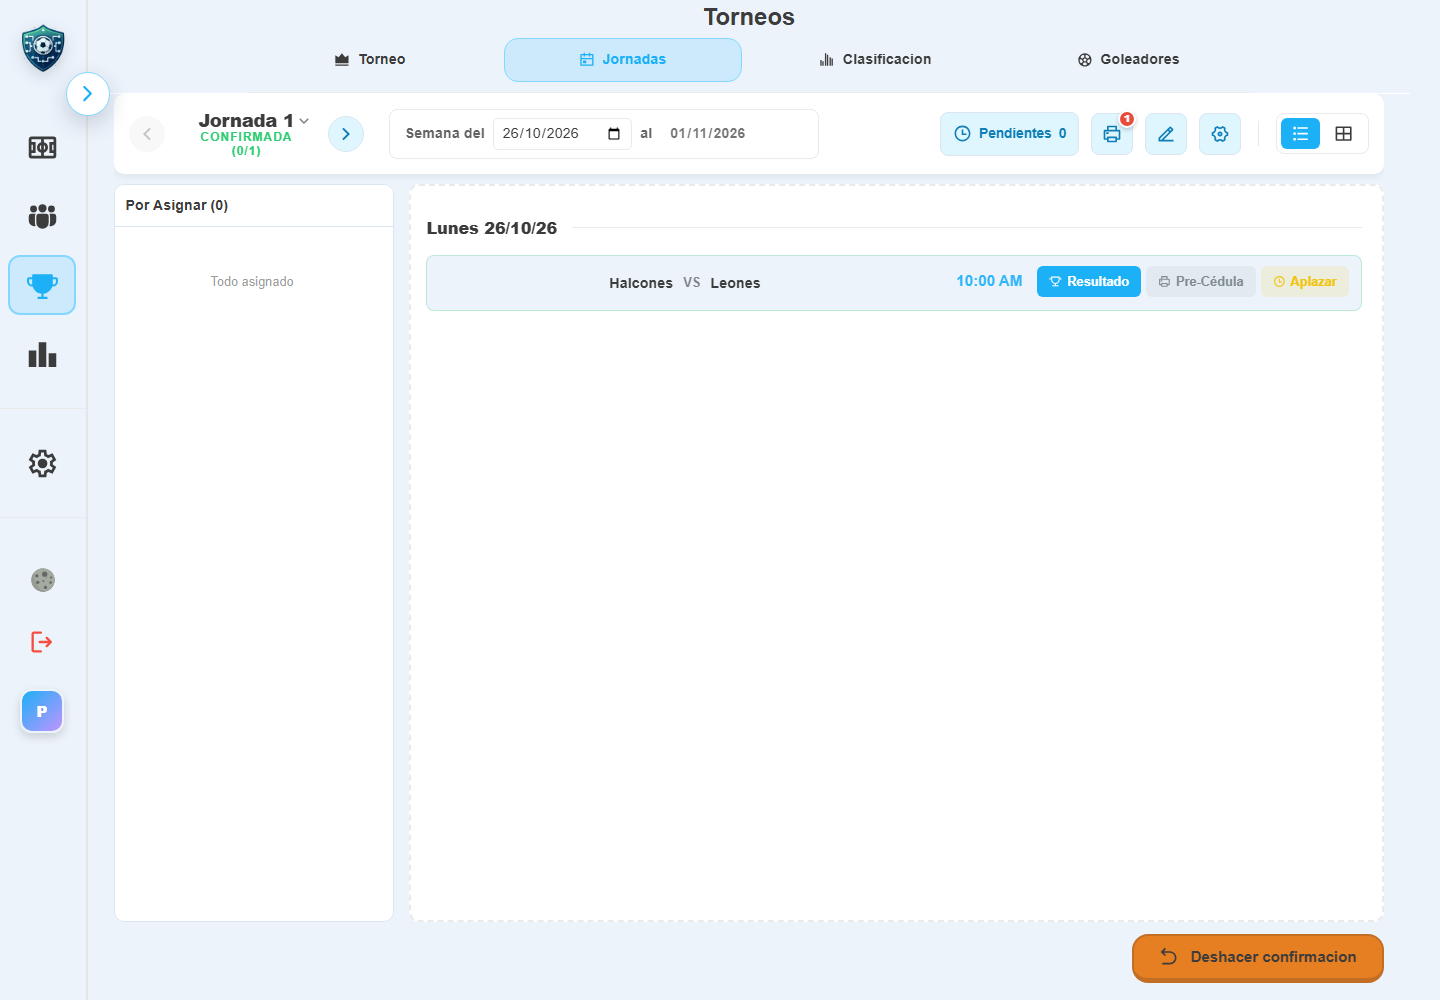 Torneos
Torneo
Jornadas
Clasificacion
Goleadores
Jornada 1
CONFIRMADA
(0/1)
Semana del 26/10/2026 al 01/11/2026
Pendientes 0
1
Por Asignar (0)
Todo asignado
Lunes 26/10/26
Halcones VS Leones
10:00 AM
Resultado
Pre-Cédula
Aplazar
P
Deshacer confirmacion